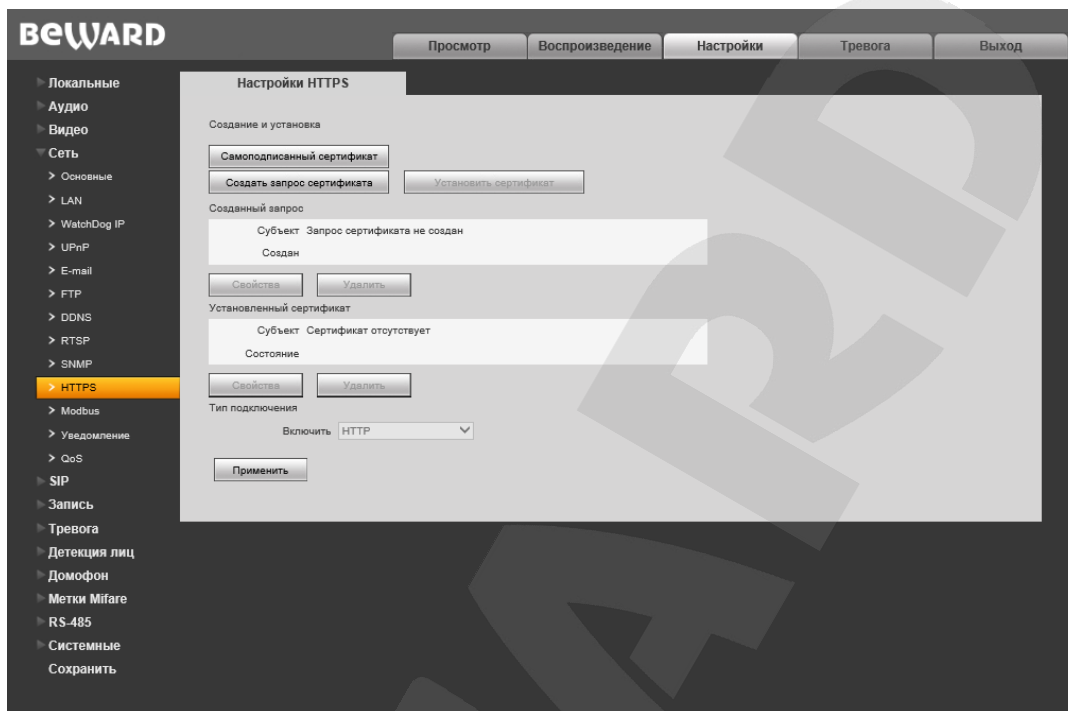 BEWARD
Просмотр Воспроизведение Настройки Тревога Выход
Локальные
Аудио
Видео
Сеть
Основные
LAN
WatchDog IP
UPnP
E-mail
FTP
DDNS
RTSP
SNMP
HTTPS
Modbus
Уведомление
QoS
SIP
Запись
Тревога
Детекция лиц
Домофон
Метки Mifare
RS-485
Системные
Сохранить
Настройки HTTPS
Создание и установка
Самоподписанный сертификат
Создать запрос сертификата Установить сертификат
Созданный запрос
Субъект Запрос сертификата не создан
Создан
Свойства Удалить
Установленный сертификат
Субъект Сертификат отсутствует
Состояние
Свойства Удалить
Тип подключения
Включить HTTP
Применить